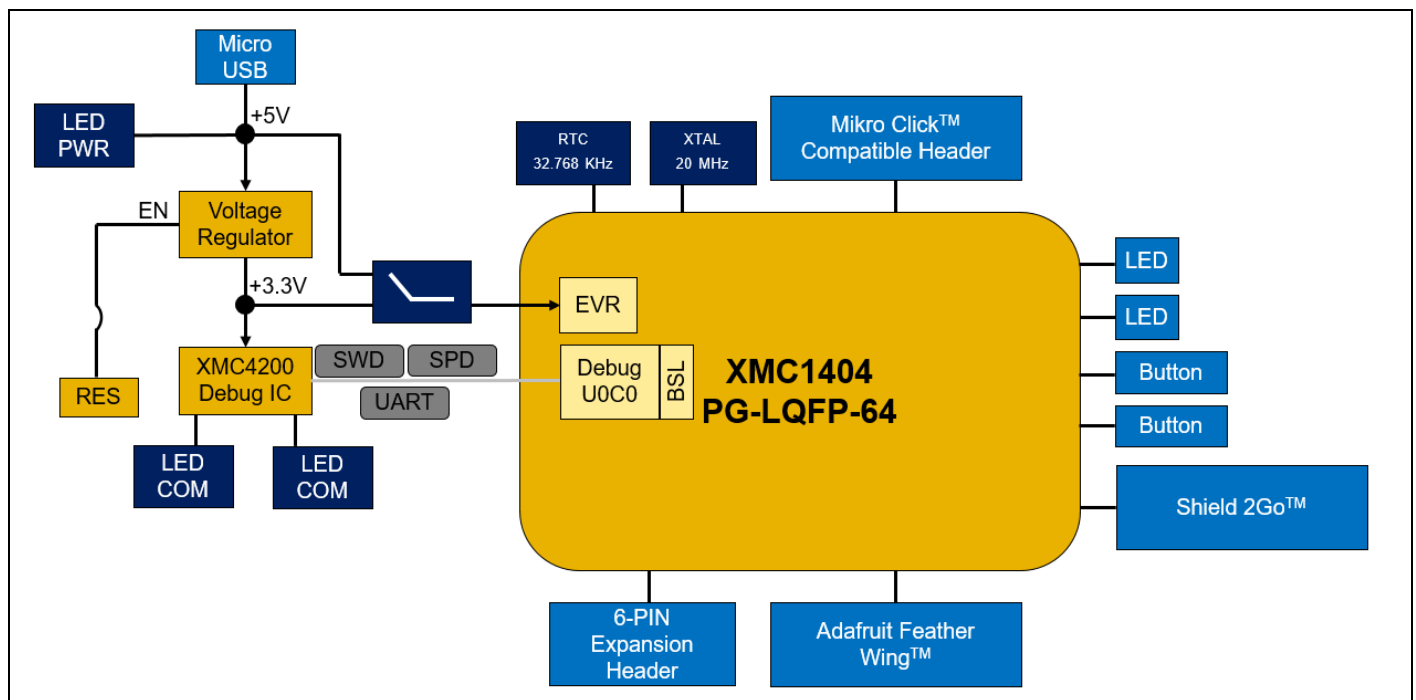 Micro
USB
+5V
LED
PWR
RTC
32.768 KHz
XTAL
20 MHz
Mikro Click™
Compatible Header
EN
Voltage
Regulator
+3.3V
EVR
LED
LED
XMC4200
Debug IC
SWD
SPD
UART
Debug
U0C0
BSL
XMC1404
PG-LQFP-64
Button
Button
RES
LED
COM
LED
COM
Shield 2Go™
6-PIN
Expansion
Header
Adafruit Feather
Wing™